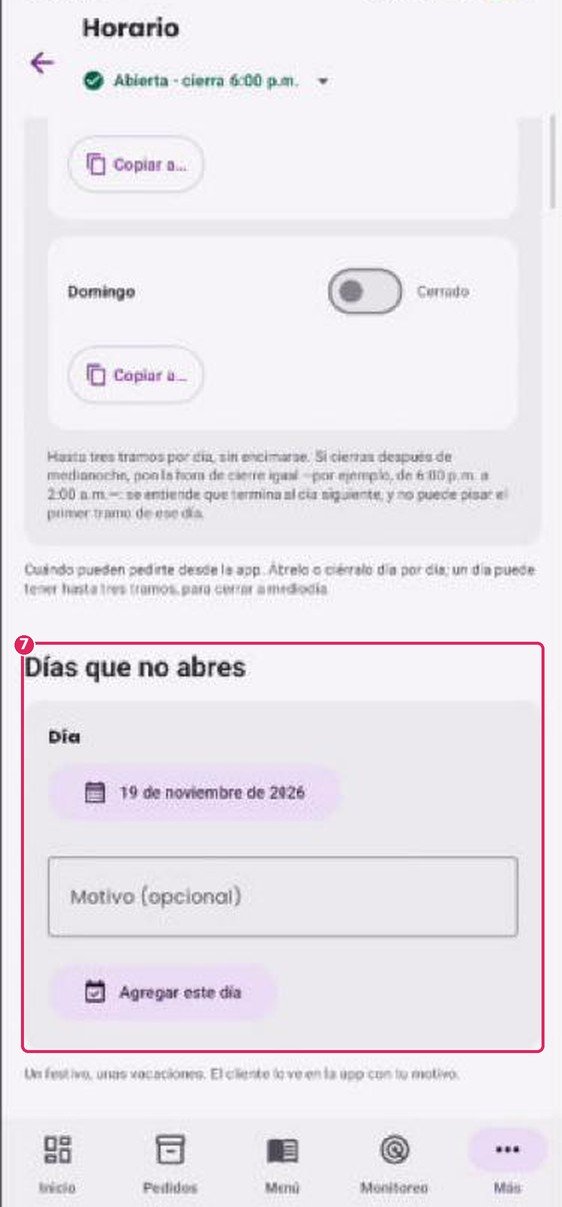 Horario
Abierta - cierra 6:00 p.m.
Copiar a...
Domingo
Cerrado
Copiar a...
Hasta tres tramos por día, sin encimarse. Si cierras después de
medianoche, pon la hora de cierre igual —por ejemplo, de 6:00 p.m. a
2:00 a.m.—: se entiende que termina al día siguiente, y no puede pisar el
primer tramo de ese día.
Cuándo pueden pedirte desde la app. Ábrelo o ciérralo día por día; un día puede
tener hasta tres tramos, para cerrar a mediodía.
7
Días que no abres
Día
19 de noviembre de 2026
Motivo (opcional)
Agregar este día
Un festivo, unas vacaciones. El cliente lo ve en la app con tu motivo.
Inicio
Pedidos
Menú
Monitoreo
Más